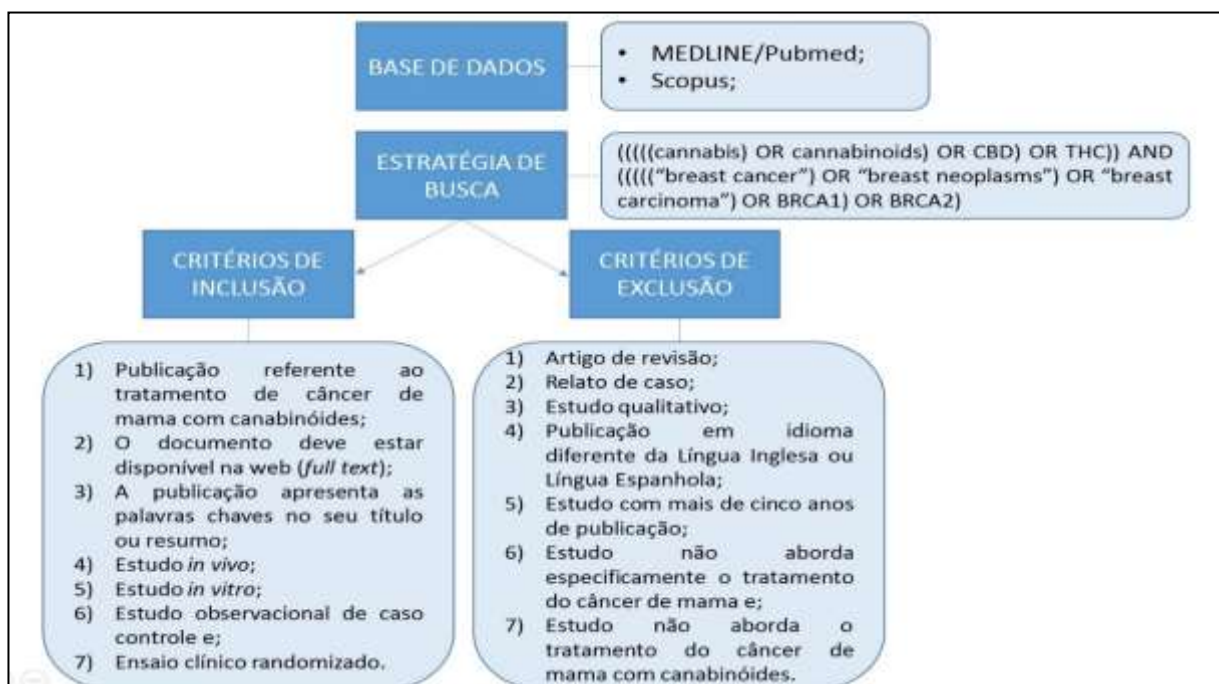 BASE DE DADOS
• MEDLINE/Pubmed;
• Scopus;
ESTRATÉGIA DE
BUSCA
(((((cannabis) OR cannabinoids) OR CBD) OR THC)) AND
(((((“breast cancer”) OR “breast neoplasms”) OR “breast
carcinoma”) OR BRCA1) OR BRCA2)
CRITÉRIOS DE
INCLUSÃO
1) Publicação referente ao
tratamento de câncer de
mama com canabinóides;
2) O documento deve estar
disponível na web (full text);
3) A publicação apresenta as
palavras chaves no seu título
ou resumo;
4) Estudo in vivo;
5) Estudo in vitro;
6) Estudo observacional de caso
controle e;
7) Ensaio clínico randomizado.
CRITÉRIOS DE
EXCLUSÃO
1) Artigo de revisão;
2) Relato de caso;
3) Estudo qualitativo;
4) Publicação em idioma
diferente da Língua Inglesa ou
Língua Espanhola;
5) Estudo com mais de cinco anos
de publicação;
6) Estudo não aborda
especificamente o tratamento
do câncer de mama e;
7) Estudo não aborda o
tratamento do câncer de
mama com canabinóides.